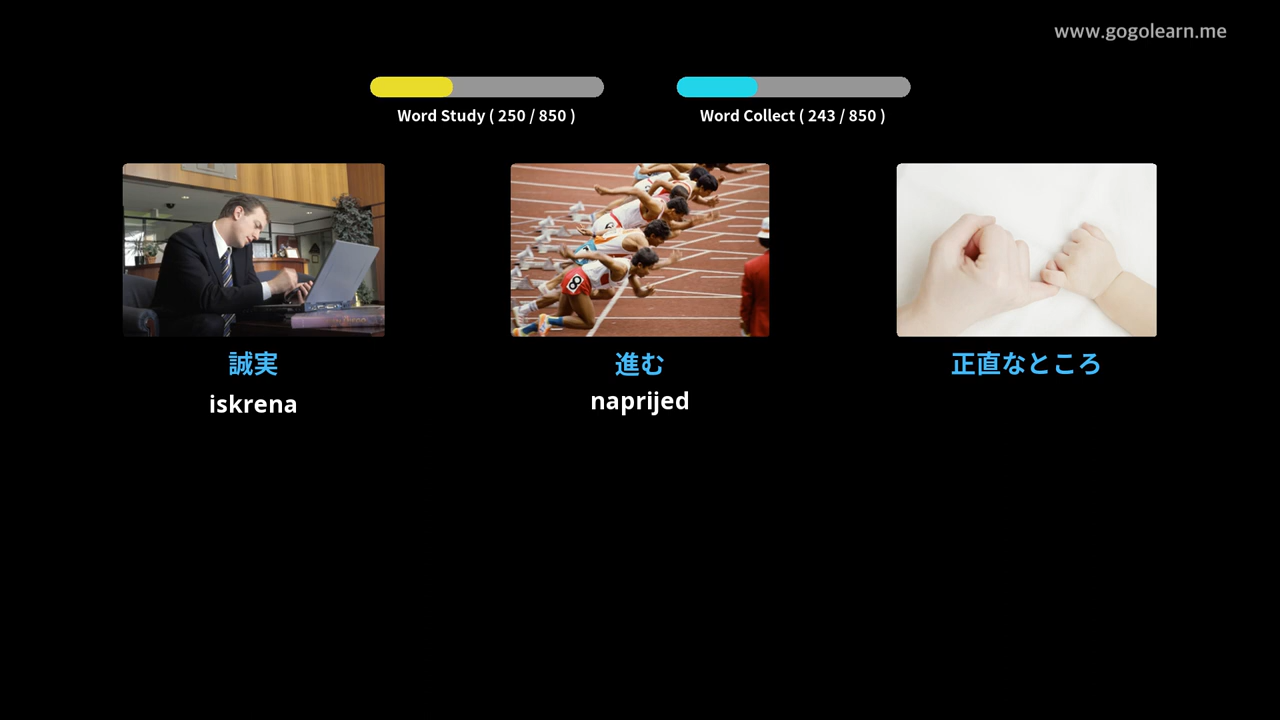 www.gogolearn.me
Word Study ( 250 / 850 )
Word Collect ( 243 / 850 )
誠実
iskrena
進む
naprijed
正直なところ